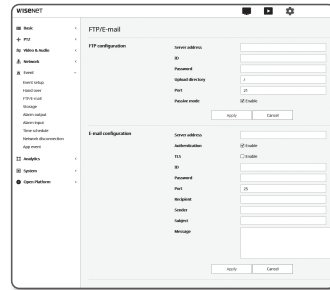 WISENET
Basic
PTZ
Video & Audio
Network
Event
Event setup
Hand over
FTP/E-mail
Storage
Alarm output
Alarm input
Time schedule
Network disconnection
App event
Analytics
System
Open Platform
FTP/E-mail
FTP configuration
Server address
ID
Password
Upload directory
/
Port
21
Passive mode
Enable
Apply
Cancel
E-mail configuration
Server address
Authentication
Enable
TLS
Enable
ID
Password
Port
25
Recipient
Sender
Subject
Message
Apply
Cancel